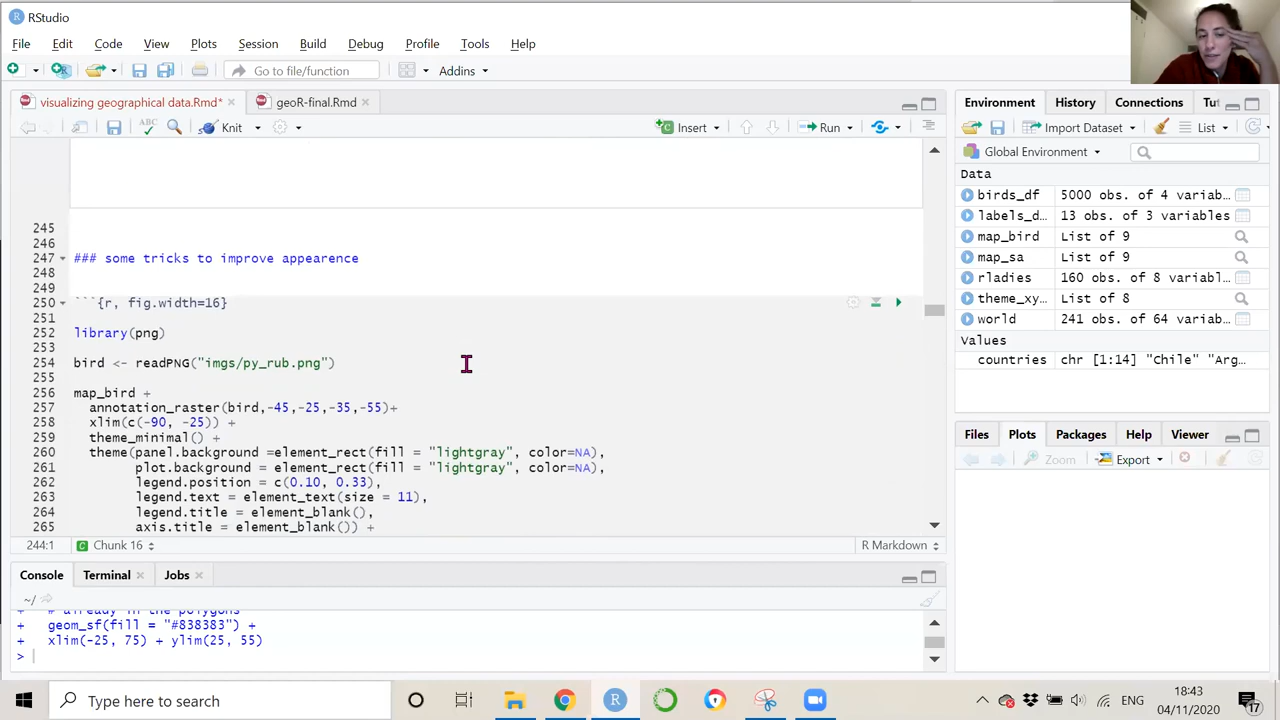 RStudio
File Edit Code View Plots Session Build Debug Profile Tools Help
Go to file/function Addins
visualizing geographical data.Rmd* geoR-final.Rmd
ABC Knit Insert Run
245
246
247 ### some tricks to improve appearence
248
249
250 ```{r, fig.width=16}
251
252 library(png)
253
254 bird <- readPNG("imgs/py_rub.png")
255
256 map_bird +
257 annotation_raster(bird,-45,-25,-35,-55)+
258 xlim(c(-90, -25)) +
259 theme_minimal() +
260 theme(panel.background =element_rect(fill = "lightgray", color=NA),
261 plot.background = element_rect(fill = "lightgray", color=NA),
262 legend.position = c(0.10, 0.33),
263 legend.text = element_text(size = 11),
264 legend.title = element_blank(),
265 axis.title = element_blank()) +
244:1 Chunk 16 R Markdown
Console Terminal Jobs
~/
+ # already in the polygons
+ geom_sf(fill = "#838383") +
+ xlim(-25, 75) + ylim(25, 55)
>
Environment History Connections Tu
Import Dataset List
Global Environment
Data
birds_df 5000 obs. of 4 variab…
labels_d… 13 obs. of 3 variables
map_bird List of 9
map_sa List of 9
rladies 160 obs. of 8 variabl…
theme_xy… List of 8
world 241 obs. of 64 variab…
Values
countries chr [1:14] "Chile" "Arg…
Files Plots Packages Help Viewer
Zoom Export
Type here to search
ENG
18:43
04/11/2020
17